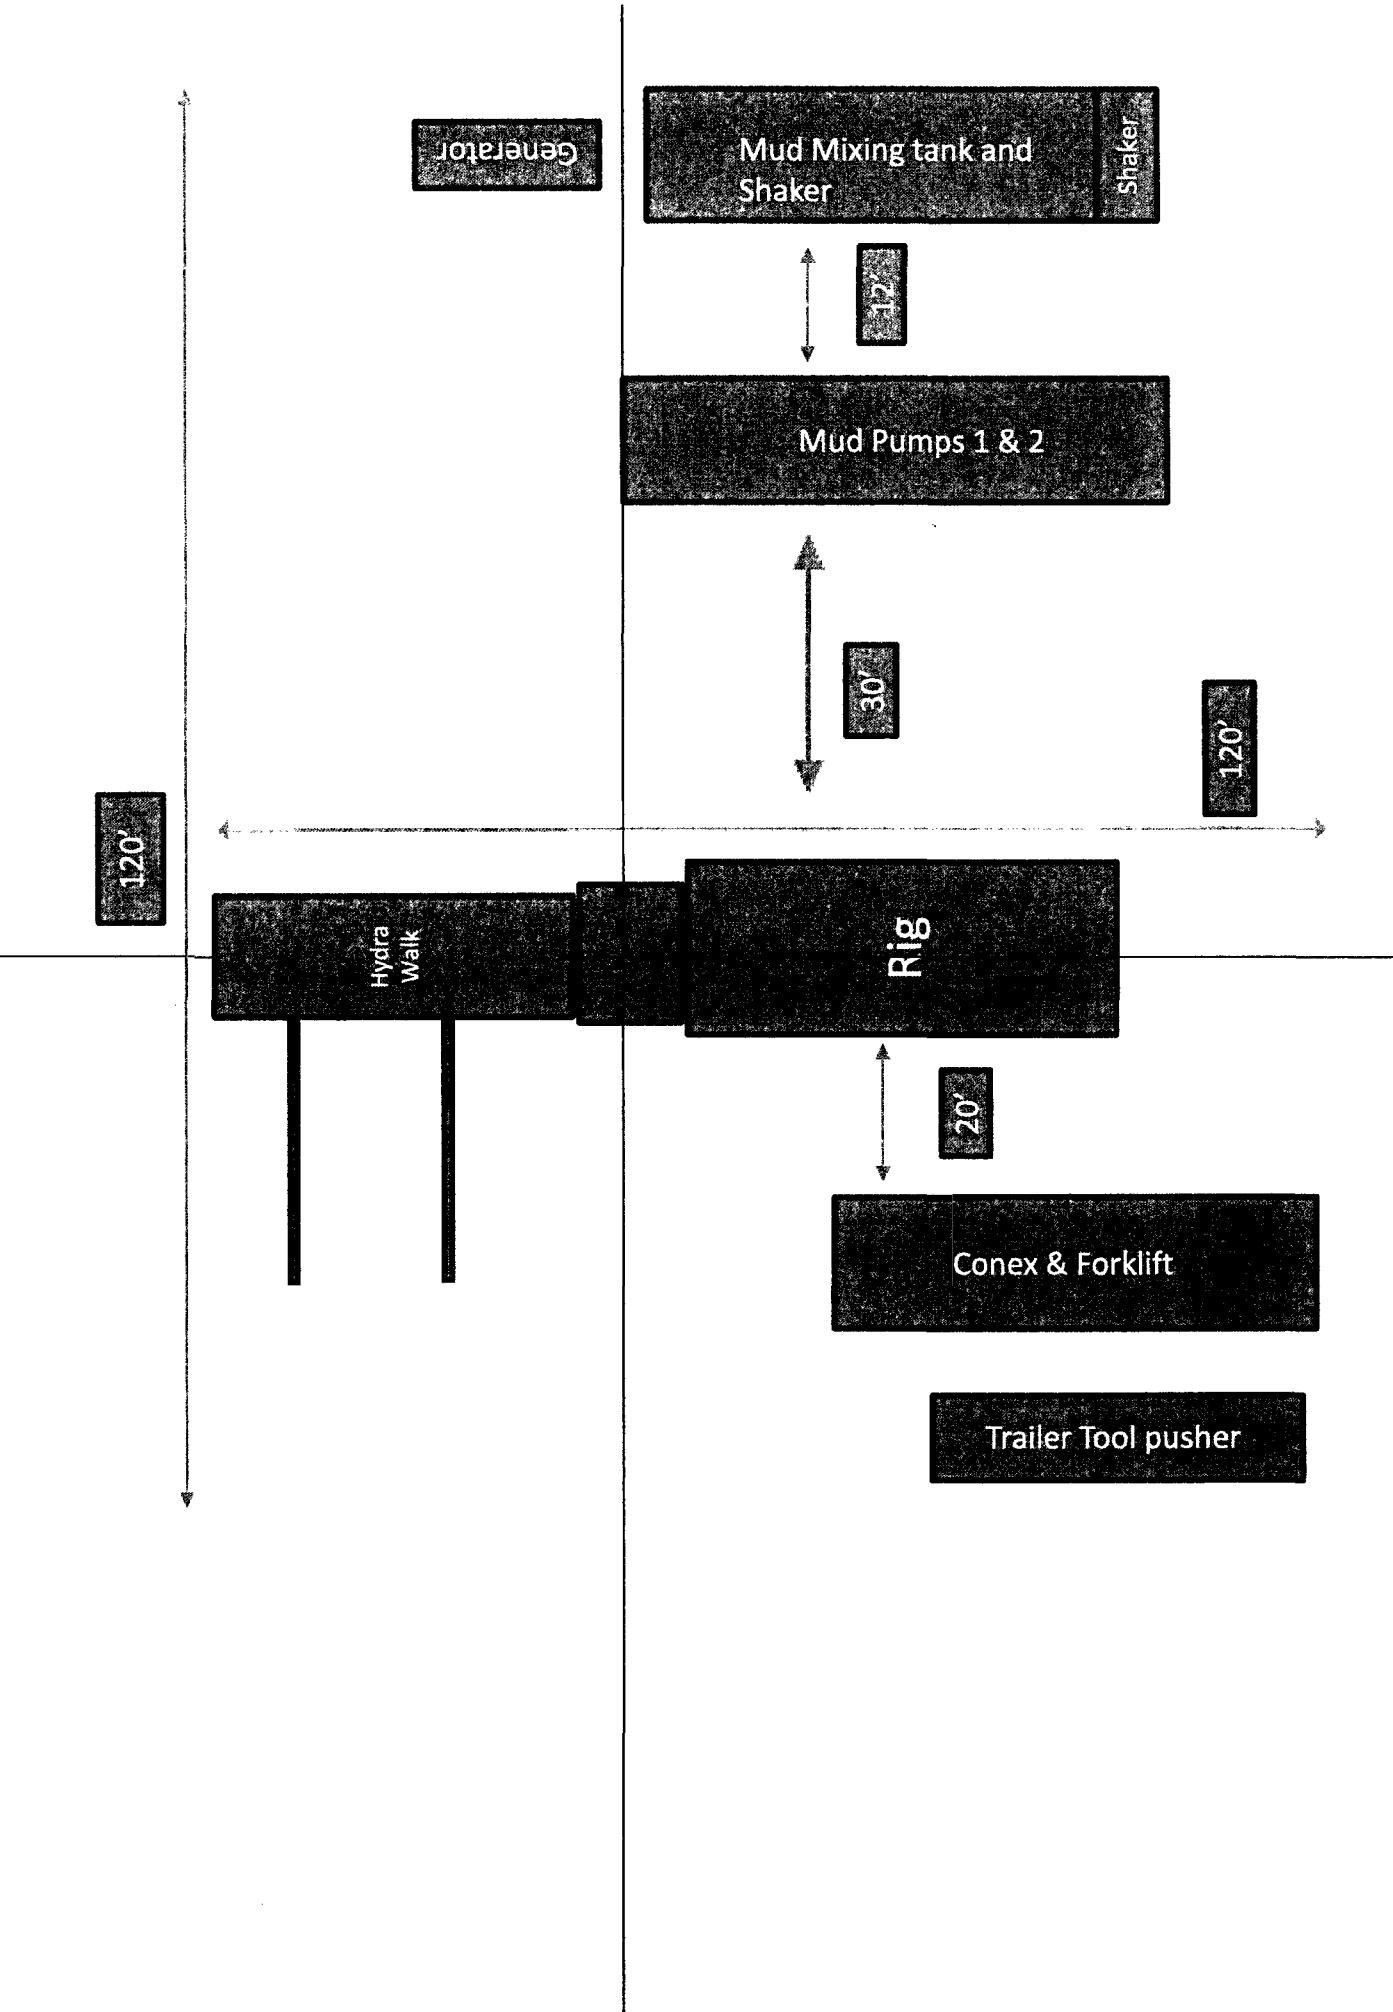 Generator
Mud Mixing tank and
Shaker
Shaker
12'
Mud Pumps 1 & 2
30'
120'
120'
Hydra
Walk
Rig
20'
Conex & Forklift
Trailer Tool pusher